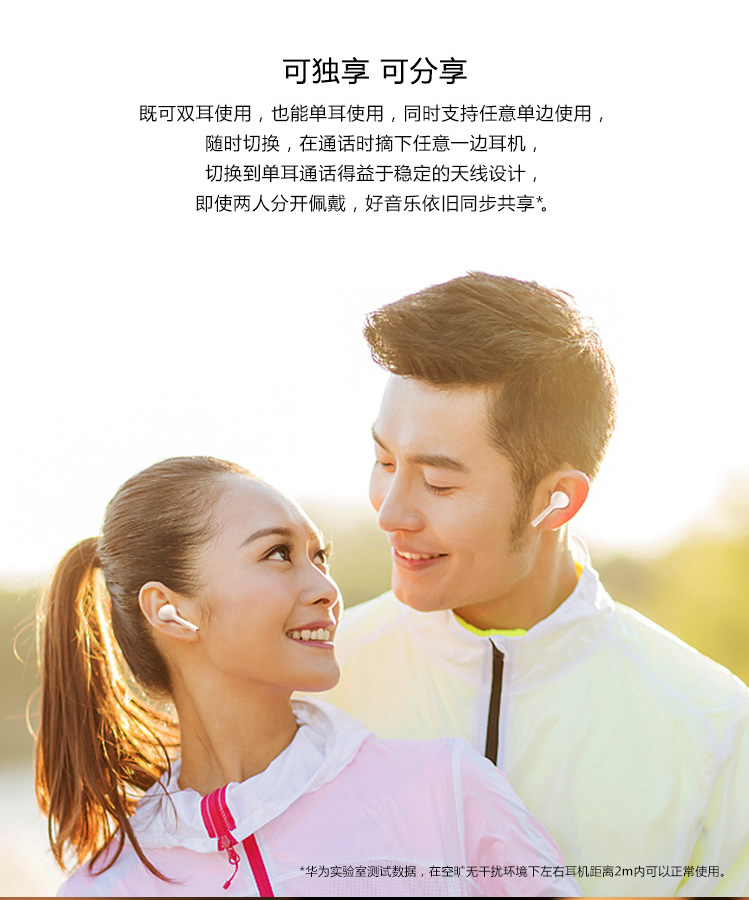 可独享 可分享
既可双耳使用，也能单耳使用，同时支持任意单边使用，
随时切换，在通话时摘下任意一边耳机，
切换到单耳通话得益于稳定的天线设计，
即使两人分开佩戴，好音乐依旧同步共享*。
*华为实验室测试数据，在空旷无干扰环境下左右耳机距离2m内可以正常使用。